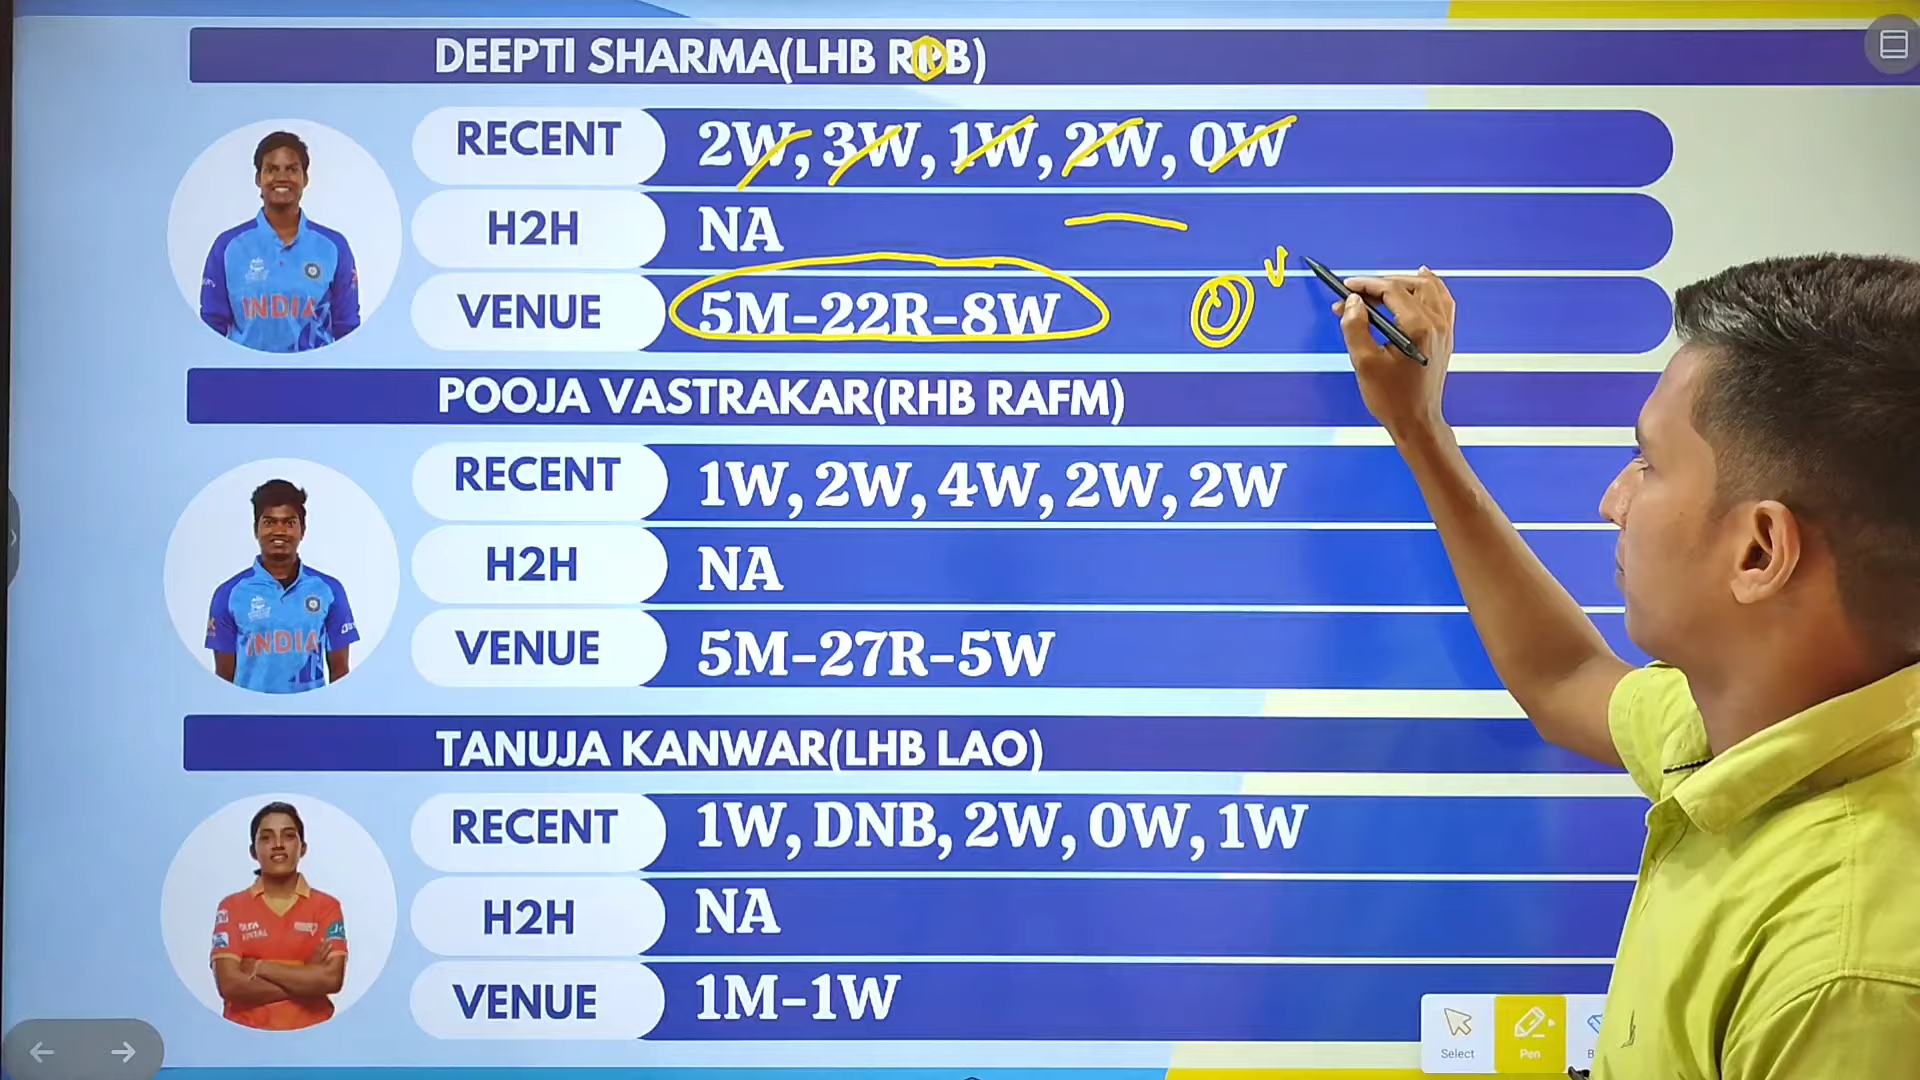 DEEPTI SHARMA(LHB ROB)
RECENT 2W, 3W, 1W, 2W, 0W
H2H NA
VENUE 5M-22R-8W
POOJA VASTRAKAR(RHB RAFM)
RECENT 1W, 2W, 4W, 2W, 2W
H2H NA
VENUE 5M-27R-5W
TANUJA KANWAR(LHB LAO)
RECENT 1W, DNB, 2W, 0W, 1W
H2H NA
VENUE 1M-1W
INDIA
INDIA
Select
Pen